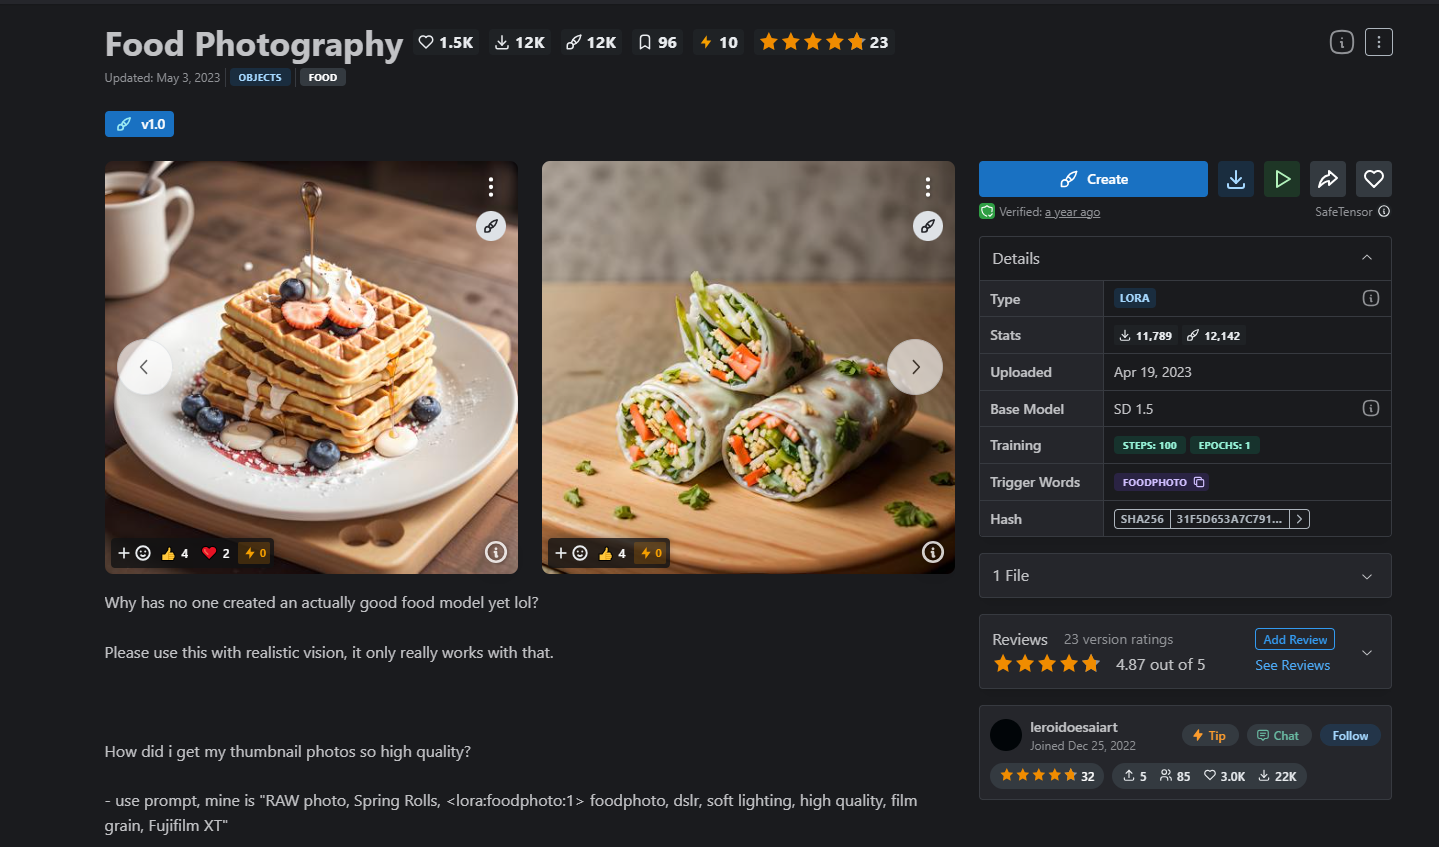 Food Photography 1.5K 12K 12K 96 10 23
Updated: May 3, 2023 OBJECTS FOOD
v1.0
Create
Verified: a year ago SafeTensor
Details
Type LORA
Stats 11,789 12,142
Uploaded Apr 19, 2023
Base Model SD 1.5
Training STEPS: 100 EPOCHS: 1
Trigger Words FOODPHOTO
Hash SHA256 31F5D653A7C791...
4 2 0
4 0
1 File
Why has no one created an actually good food model yet lol?
Please use this with realistic vision, it only really works with that.
Reviews 23 version ratings Add Review
4.87 out of 5 See Reviews
leroidoesaiart
Joined Dec 25, 2022
Tip Chat Follow
32 5 85 3.0K 22K
How did i get my thumbnail photos so high quality?
- use prompt, mine is "RAW photo, Spring Rolls, <lora:foodphoto:1> foodphoto, dslr, soft lighting, high quality, film
grain, Fujifilm XT"